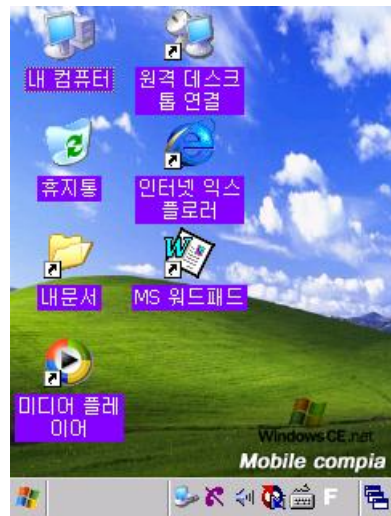 내 컴퓨터
원격 데스크
톱 연결
휴지통
인터넷 익스
플로러
내문서
MS 워드패드
미디어 플레
이어
Windows CE.net
Mobile compia
F